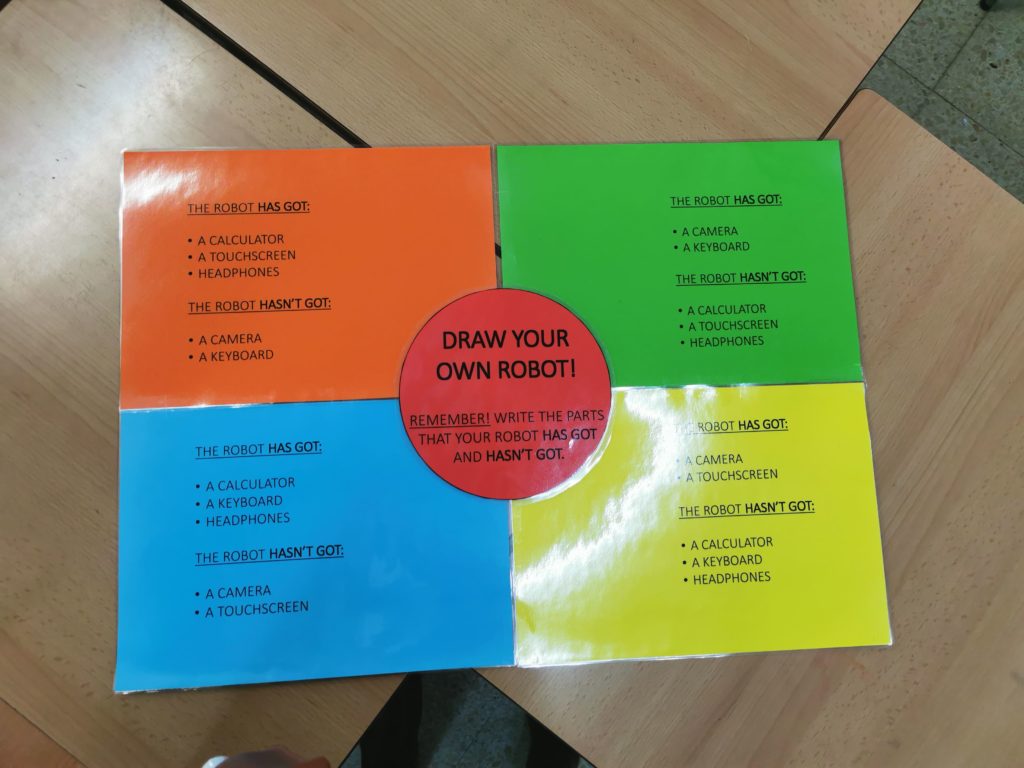 THE ROBOT HAS GOT:
• A CALCULATOR
• A TOUCHSCREEN
• HEADPHONES
THE ROBOT HASN'T GOT:
• A CAMERA
• A KEYBOARD
THE ROBOT HAS GOT:
• A CAMERA
• A KEYBOARD
THE ROBOT HASN'T GOT:
• A CALCULATOR
• A TOUCHSCREEN
• HEADPHONES
DRAW YOUR
OWN ROBOT!
REMEMBER! WRITE THE PARTS
THAT YOUR ROBOT HAS GOT
AND HASN'T GOT.
THE ROBOT HAS GOT:
• A CALCULATOR
• A KEYBOARD
• HEADPHONES
THE ROBOT HASN'T GOT:
• A CAMERA
• A TOUCHSCREEN
THE ROBOT HAS GOT:
• A CAMERA
• A TOUCHSCREEN
THE ROBOT HASN'T GOT:
• A CALCULATOR
• A KEYBOARD
• HEADPHONES